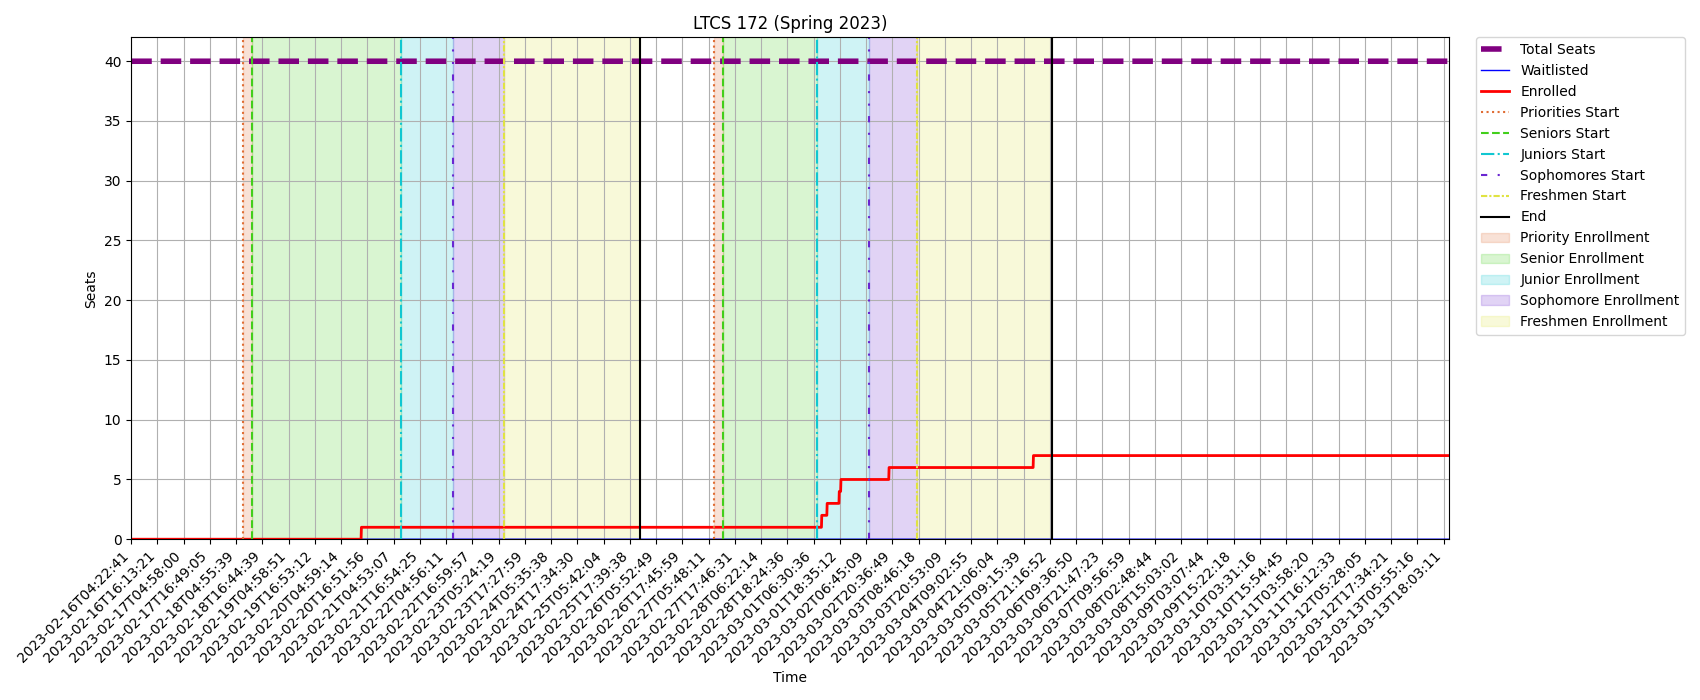 LTCS 172 (Spring 2023)
Seats
40
35
30
25
20
15
10
5
0
2023-02-16T04:22:41
2023-02-16T16:13:21
2023-02-17T04:58:00
2023-02-17T16:49:05
2023-02-18T04:55:39
2023-02-18T16:44:39
2023-02-19T04:58:51
2023-02-19T16:53:12
2023-02-20T04:59:14
2023-02-20T16:51:56
2023-02-21T04:53:07
2023-02-21T16:54:25
2023-02-22T04:56:11
2023-02-22T16:59:57
2023-02-23T05:24:19
2023-02-23T17:27:59
2023-02-24T05:35:38
2023-02-24T17:34:30
2023-02-25T05:42:04
2023-02-25T17:39:38
2023-02-26T05:52:49
2023-02-26T17:45:59
2023-02-27T05:48:11
2023-02-27T17:46:31
2023-02-28T06:22:14
2023-02-28T18:24:36
2023-03-01T06:30:36
2023-03-01T18:35:12
2023-03-02T06:45:09
2023-03-02T20:36:49
2023-03-03T08:46:18
2023-03-03T20:53:09
2023-03-04T09:02:55
2023-03-04T21:06:04
2023-03-05T09:15:39
2023-03-05T21:16:52
2023-03-06T09:36:50
2023-03-06T21:47:23
2023-03-07T09:56:59
2023-03-08T02:48:44
2023-03-08T15:03:02
2023-03-09T03:07:44
2023-03-09T15:22:18
2023-03-10T03:31:16
2023-03-10T15:54:45
2023-03-11T03:58:20
2023-03-11T16:12:33
2023-03-12T05:28:05
2023-03-12T17:34:21
2023-03-13T05:55:16
2023-03-13T18:03:11
Time
Total Seats
Waitlisted
Enrolled
Priorities Start
Seniors Start
Juniors Start
Sophomores Start
Freshmen Start
End
Priority Enrollment
Senior Enrollment
Junior Enrollment
Sophomore Enrollment
Freshmen Enrollment